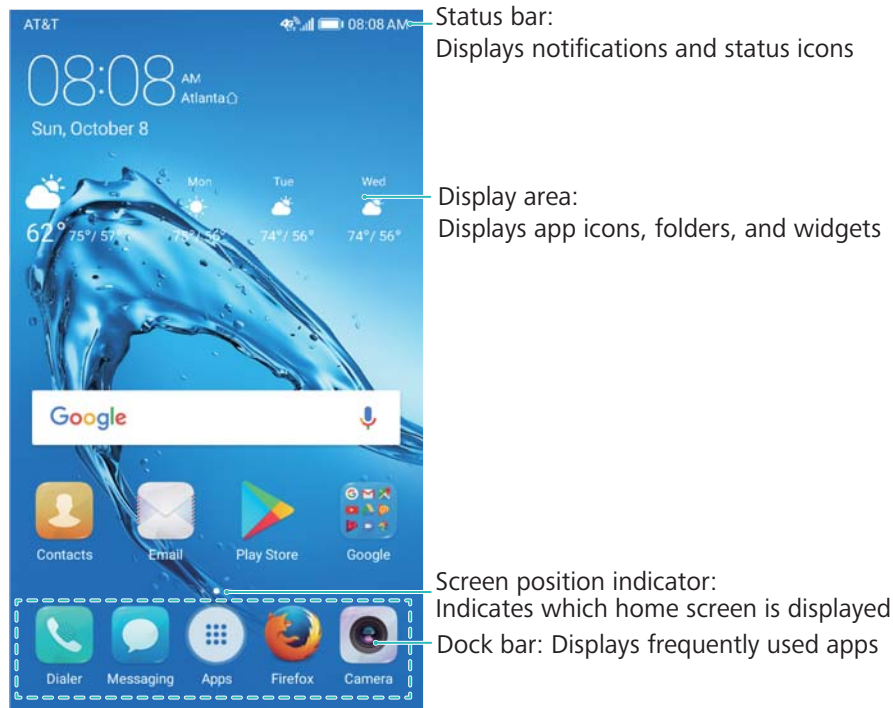 AT&T 4G 08:08 AM
Status bar:
Displays notifications and status icons
08:08 AM
Atlanta
Sun, October 8
Mon Tue Wed
62° 75°/ 57° 75°/ 56° 74°/ 56° 74°/ 56°
Display area:
Displays app icons, folders, and widgets
Google
Contacts Email Play Store Google
Screen position indicator:
Indicates which home screen is displayed
Dock bar: Displays frequently used apps
Dialer Messaging Apps Firefox Camera